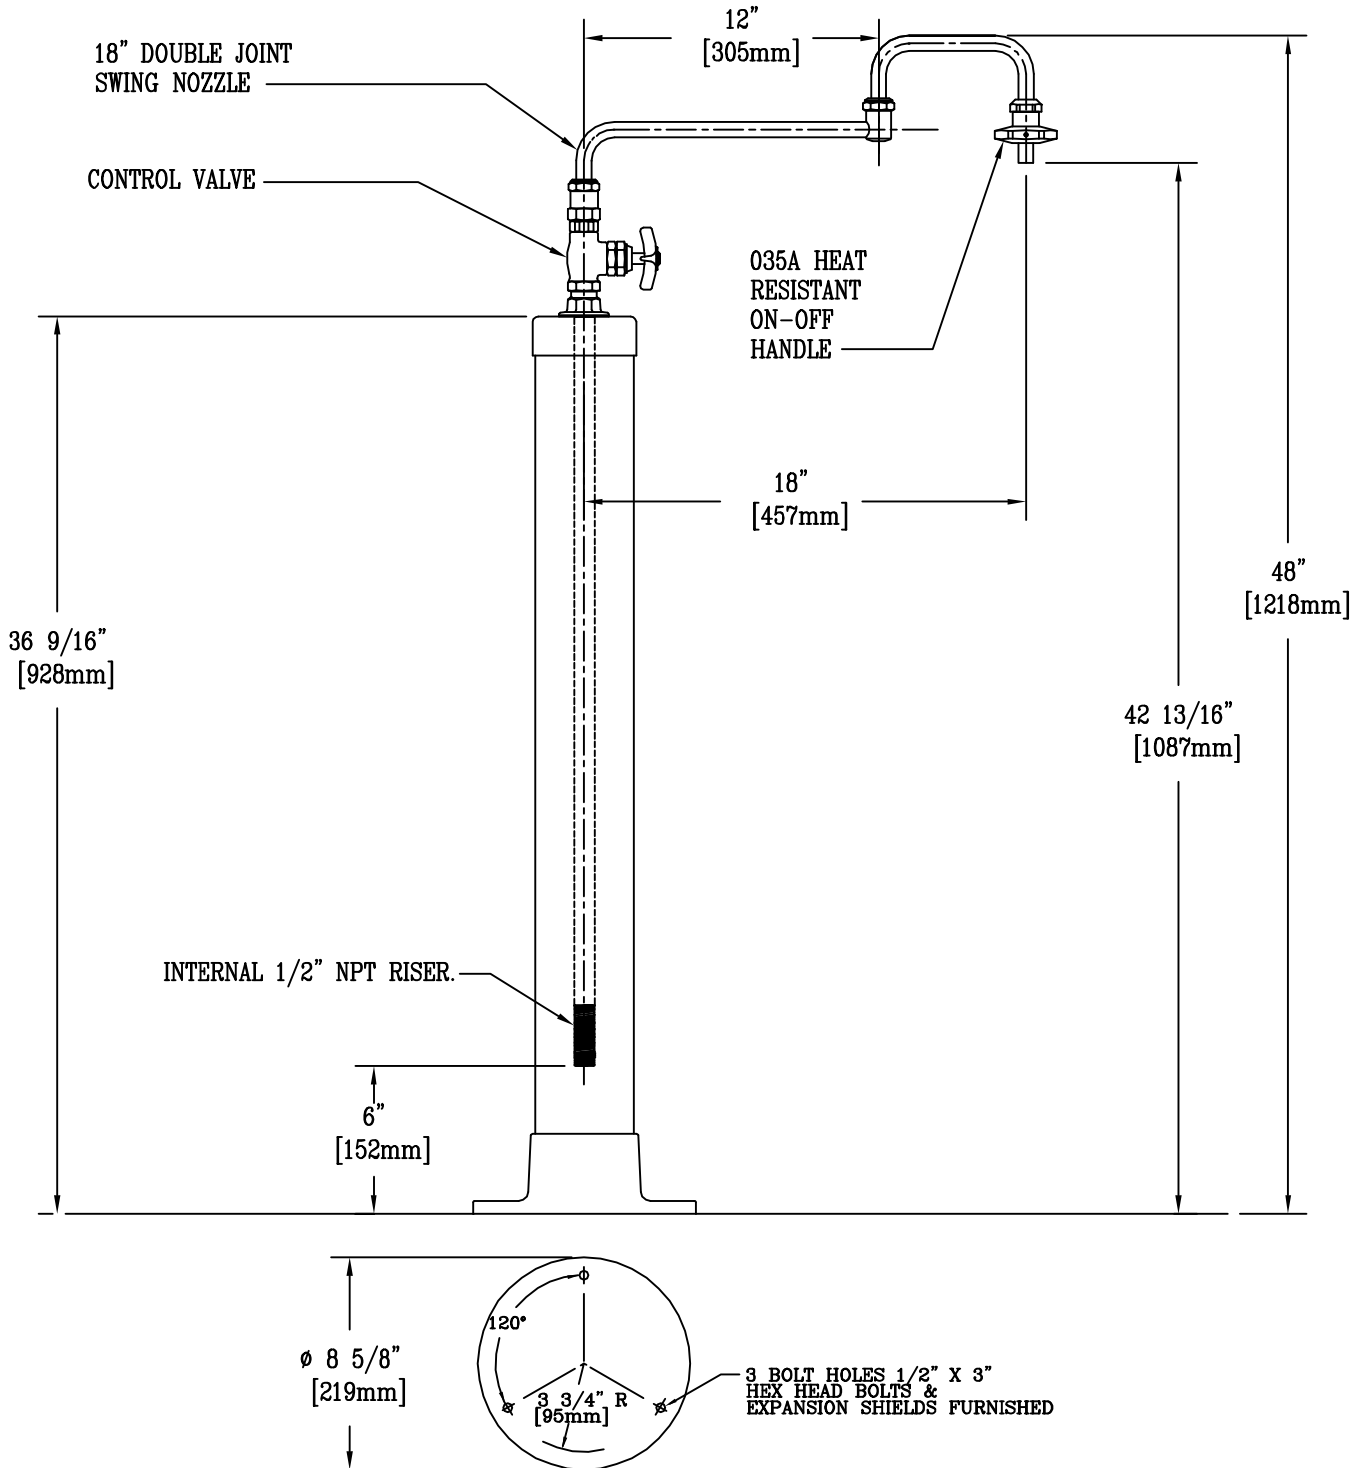 12"
[305mm]
18" DOUBLE JOINT
SWING NOZZLE
CONTROL VALVE
035A HEAT
RESISTANT
ON-OFF
HANDLE
18"
[457mm]
48"
[1218mm]
36 9/16"
[928mm]
42 13/16"
[1087mm]
INTERNAL 1/2" NPT RISER.
6"
[152mm]
120°
ø 8 5/8"
[219mm]
3 3/4" R
[95mm]
3 BOLT HOLES 1/2" X 3"
HEX HEAD BOLTS &
EXPANSION SHIELDS FURNISHED